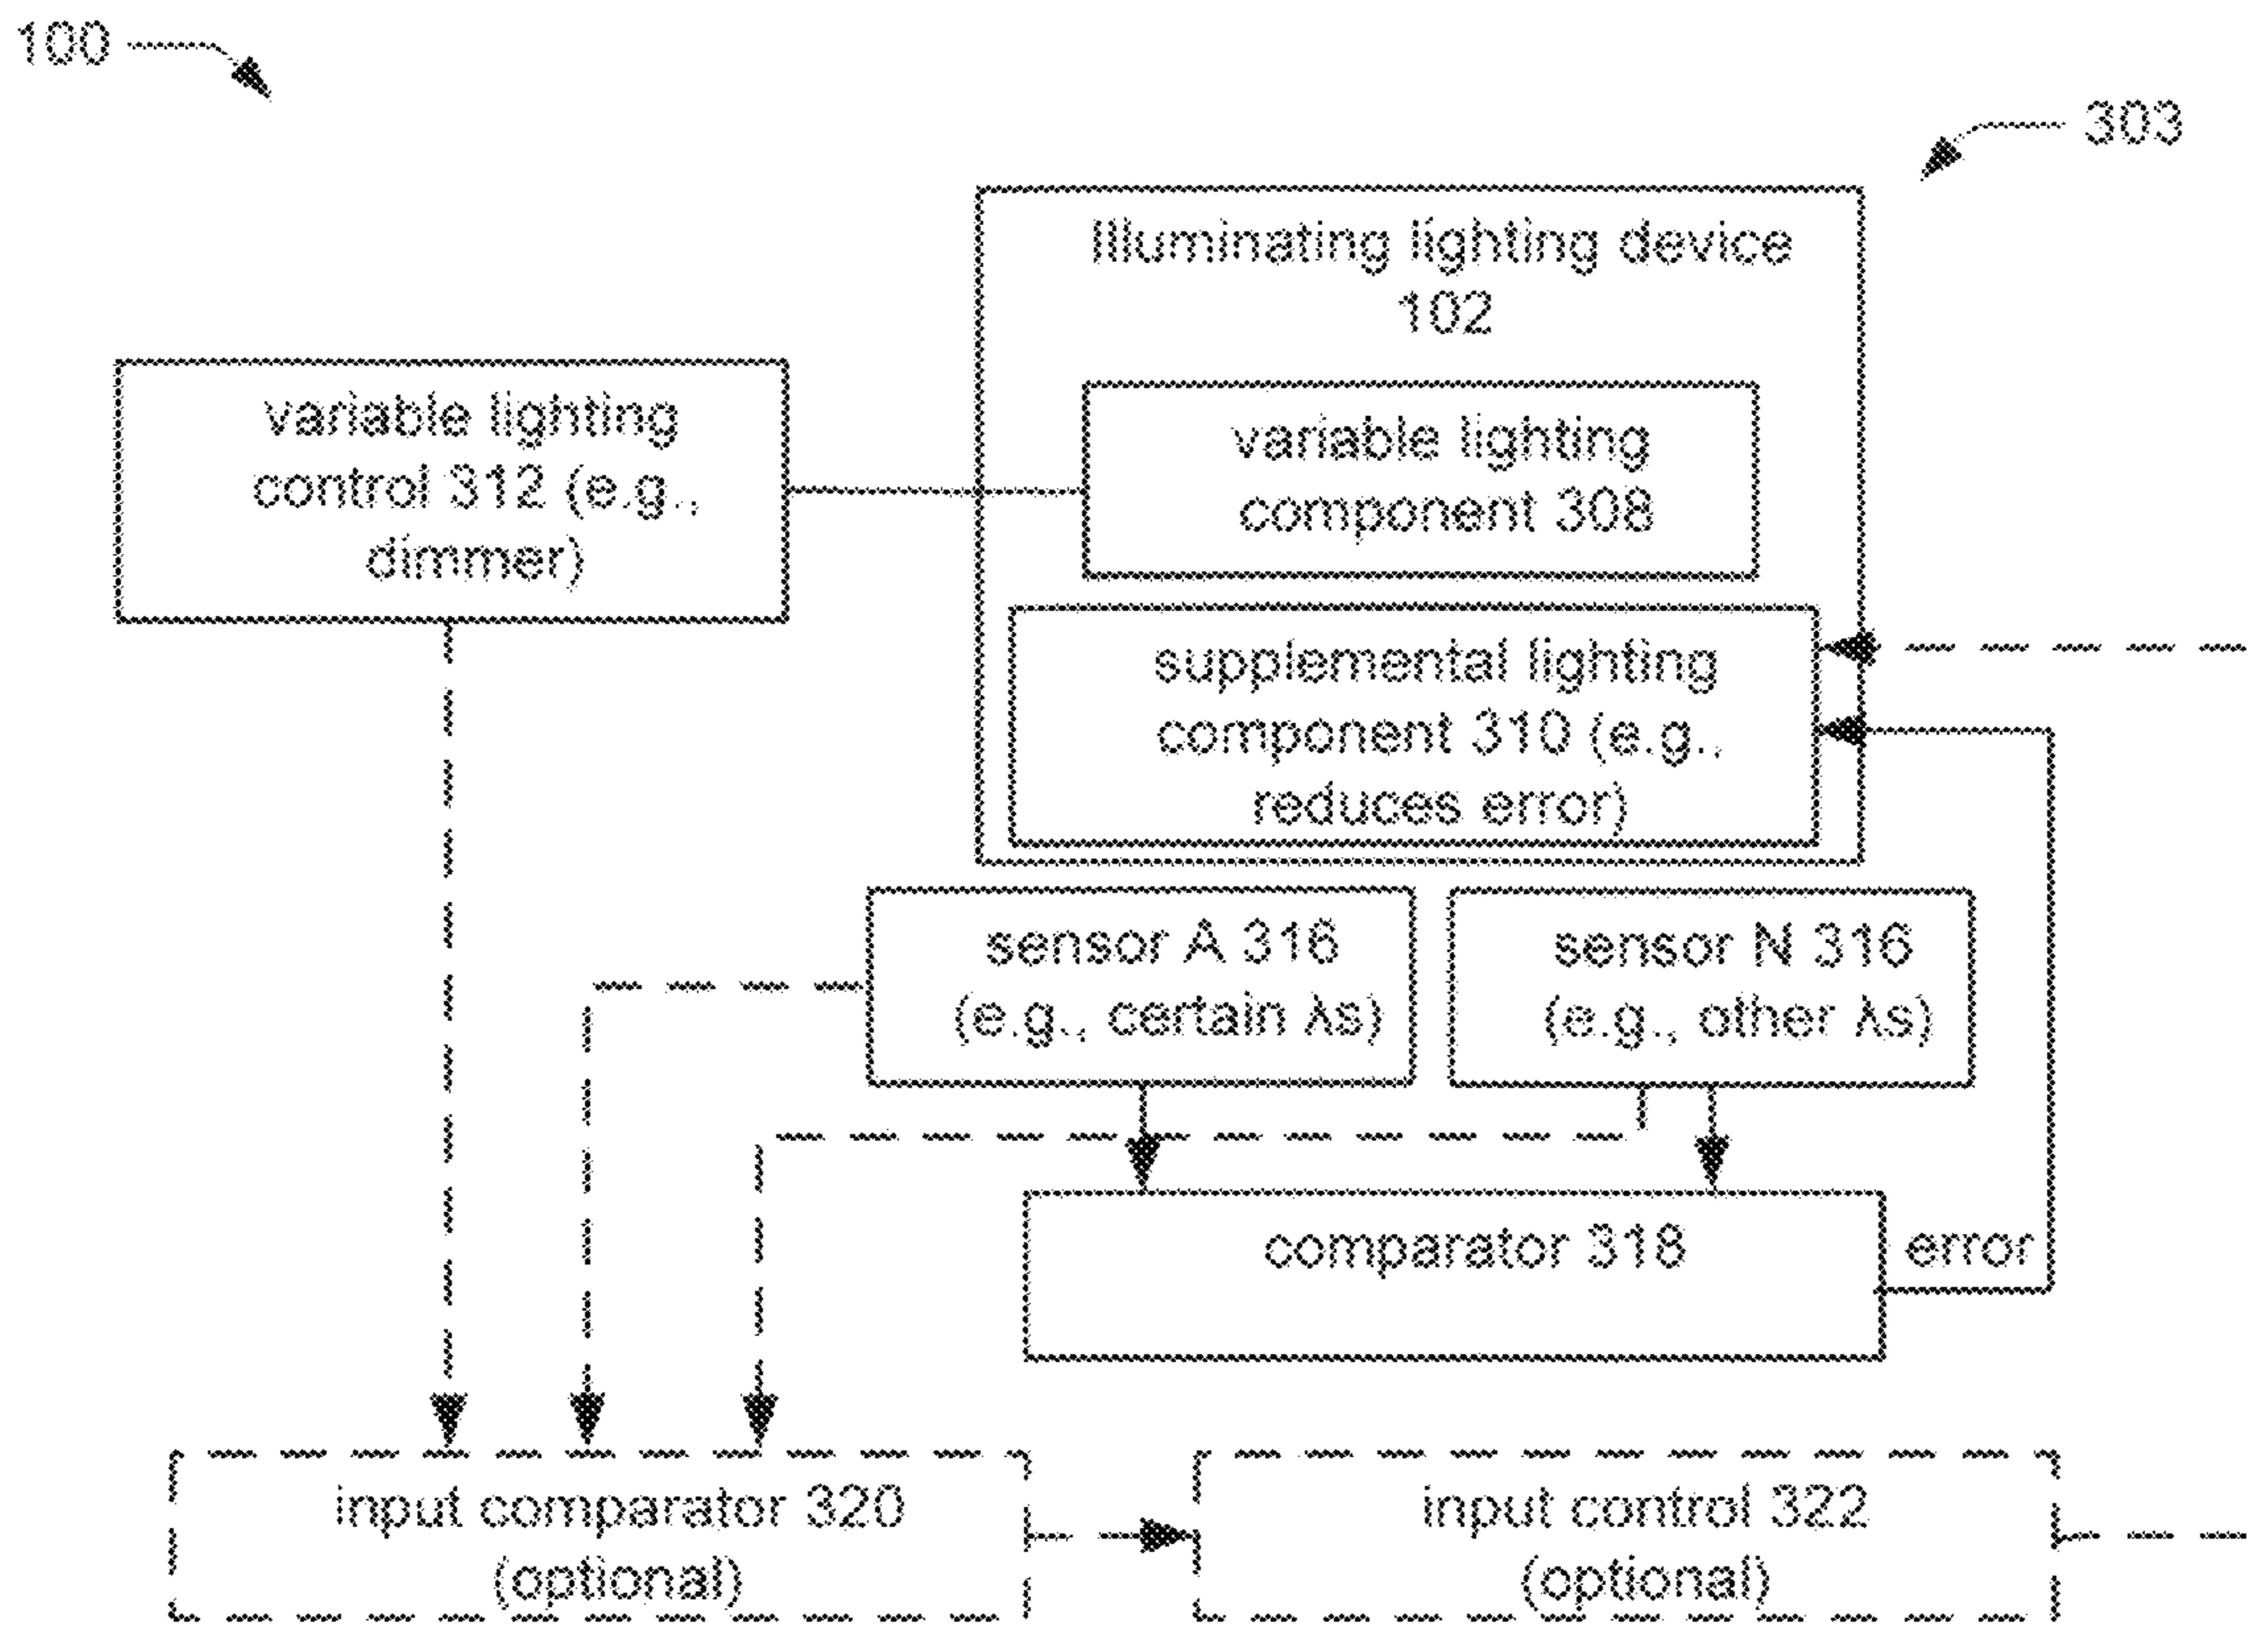 100
303
Illuminating lighting device
102
variable lighting
control 312 (e.g.,
dimmer)
variable lighting
component 308
supplemental lighting
component 310 (e.g.,
reduces error)
sensor A 316
(e.g., certain λs)
sensor N 316
(e.g., other λs)
comparator 318
error
input comparator 320
(optional)
input control 322
(optional)